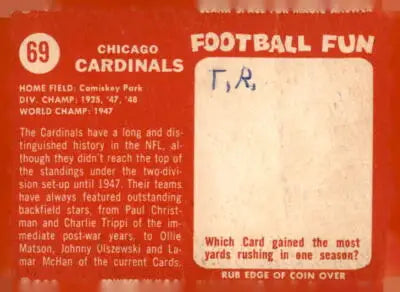 69
CHICAGO
CARDINALS
HOME FIELD: Comiskey Park
DIV. CHAMP: 1935, '47, '48
WORLD CHAMP: 1947
The Cardinals have a long and dis-
tinguished history in the NFL, al-
though they didn't reach the top of
the standings under the two-divi-
sion set-up until 1947. Their teams
have always featured outstanding
backfield stars, from Paul Christ-
man and Charlie Trippi of the im-
mediate post-war years, to Ollie
Matson, Johnny Olszewski and La-
mar McHan of the current Cards.
FOOTBALL FUN
T,R,
Which Card gained the most
yards rushing in one season?
RUB EDGE OF COIN OVER